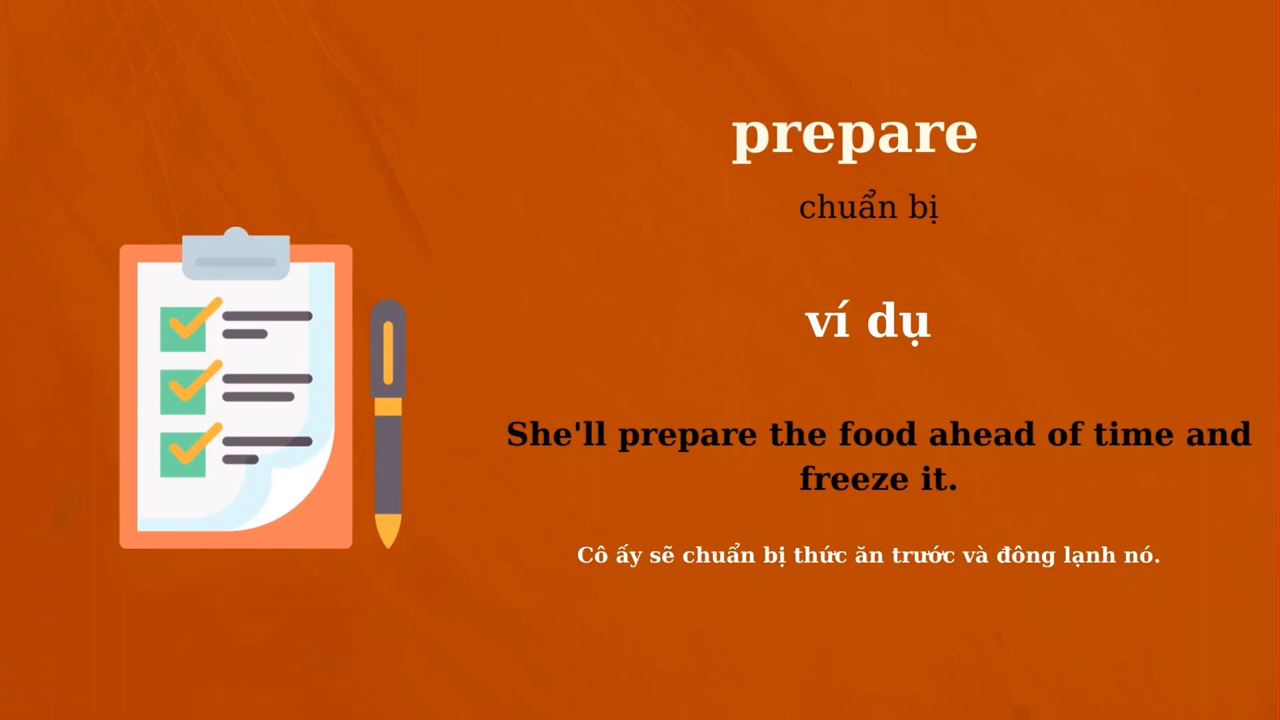 prepare
chuẩn bị
ví dụ
She'll prepare the food ahead of time and
freeze it.
Cô ấy sẽ chuẩn bị thức ăn trước và đông lạnh nó.